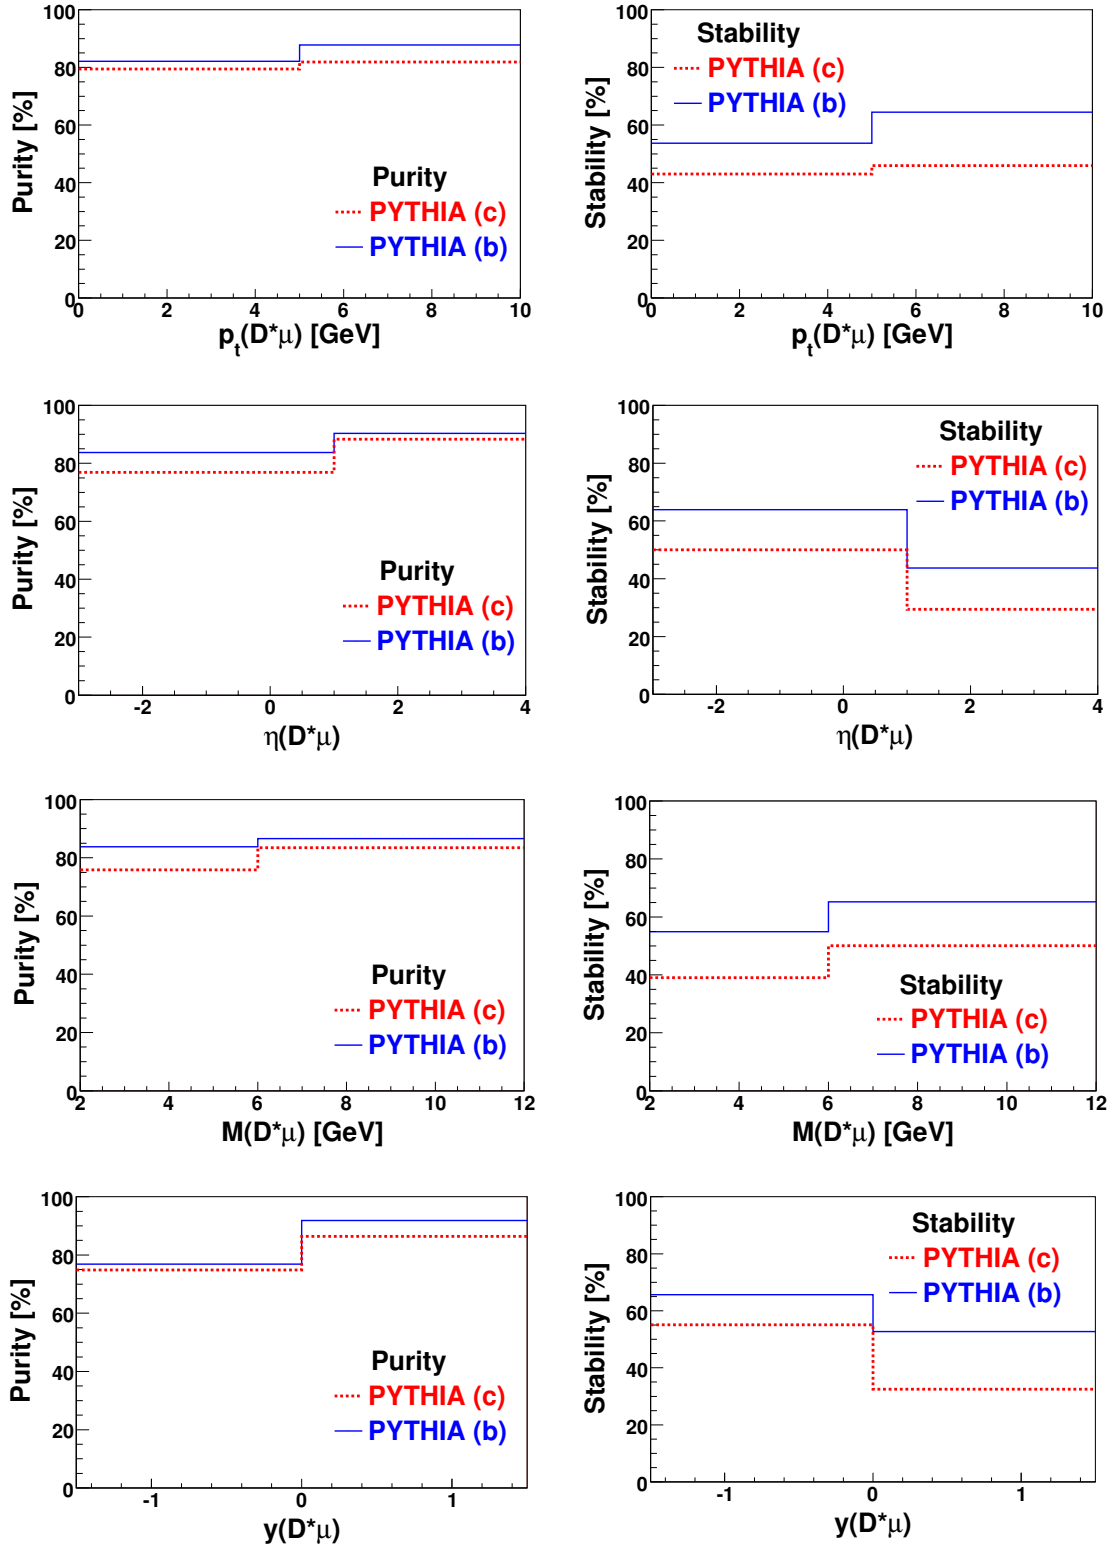 100
80
60
40
20
0
Purity [%]
Purity
PYTHIA (c)
PYTHIA (b)
2 4 6 8 10
p_t(D*μ) [GeV]
100
80
60
40
20
0
Stability [%]
Stability
PYTHIA (c)
PYTHIA (b)
0 2 4 6 8 10
p_t(D*μ) [GeV]
100
80
60
40
20
0
Purity [%]
Purity
PYTHIA (c)
PYTHIA (b)
-2 0 2 4
η(D*μ)
100
80
60
40
20
0
Stability [%]
Stability
PYTHIA (c)
PYTHIA (b)
-2 0 2 4
η(D*μ)
100
80
60
40
20
0
Purity [%]
Purity
PYTHIA (c)
PYTHIA (b)
2 4 6 8 10 12
M(D*μ) [GeV]
100
80
60
40
20
0
Stability [%]
Stability
PYTHIA (c)
PYTHIA (b)
2 4 6 8 10 12
M(D*μ) [GeV]
100
80
60
40
20
0
Purity [%]
Purity
PYTHIA (c)
PYTHIA (b)
-1 0 1
y(D*μ)
100
80
60
40
20
0
Stability [%]
Stability
PYTHIA (c)
PYTHIA (b)
-1 0 1
y(D*μ)